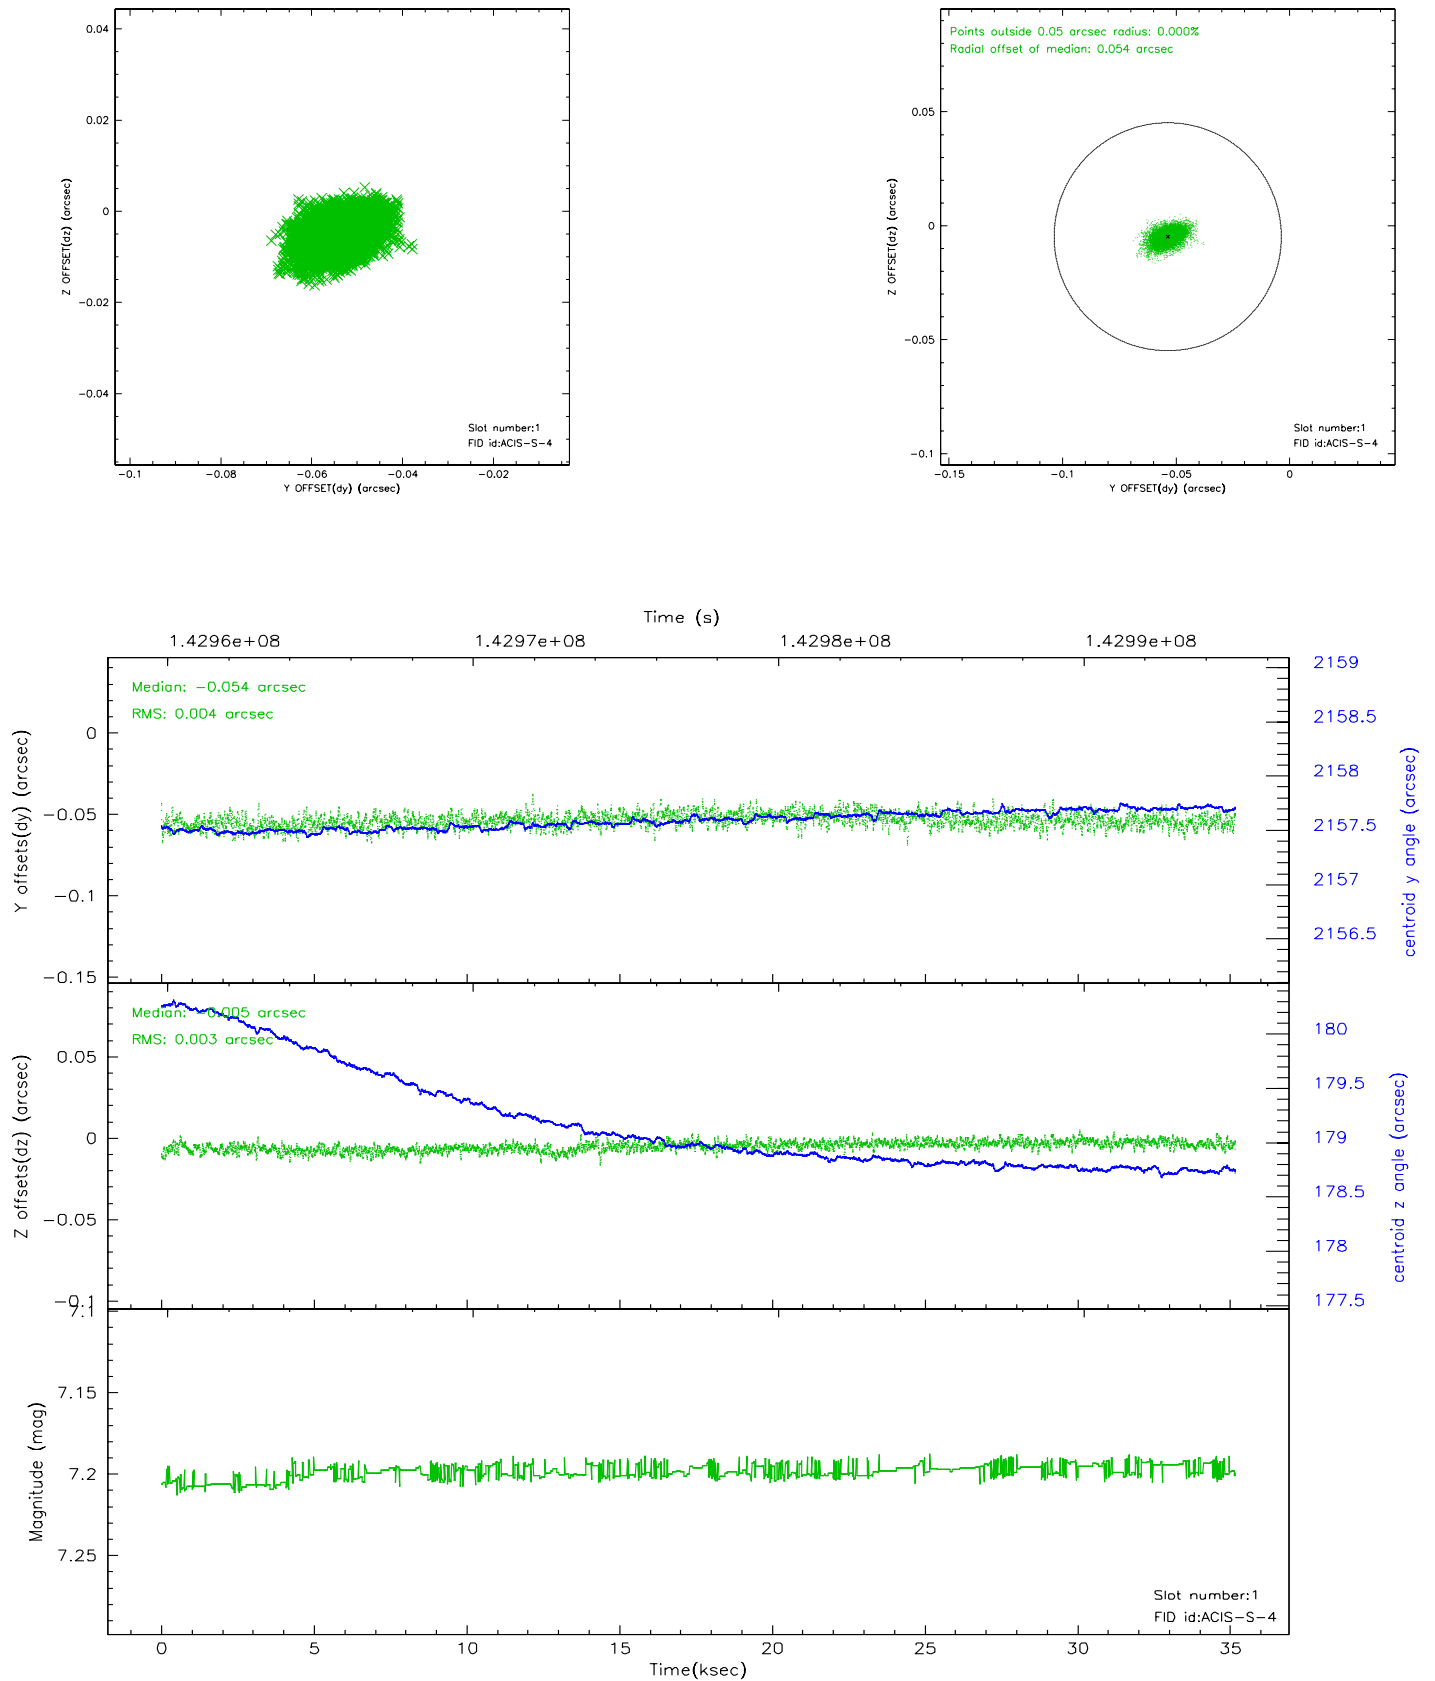 0.04
0.02
0
-0.02
-0.04
Z OFFSET(dz) (arcsec)
Slot number:1
FID id:ACIS-S-4
-0.1
-0.08
-0.06
-0.04
-0.02
Y OFFSET(dy) (arcsec)
Points outside 0.05 arcsec radius: 0.000%
Radial offset of median: 0.054 arcsec
0.05
0
-0.05
-0.1
Z OFFSET(dz) (arcsec)
Slot number:1
FID id:ACIS-S-4
-0.15
-0.1
-0.05
0
Y OFFSET(dy) (arcsec)
Time (s)
1.4296e+08
1.4297e+08
1.4298e+08
1.4299e+08
Median: -0.054 arcsec
RMS: 0.004 arcsec
0
-0.05
-0.1
-0.15
Y offsets(dy) (arcsec)
2159
2158.5
2158
2157.5
2157
2156.5
centroid y angle (arcsec)
Median: -0.005 arcsec
RMS: 0.003 arcsec
0.05
0
-0.05
-0.1
Z offsets(dz) (arcsec)
180
179.5
179
178.5
178
177.5
centroid z angle (arcsec)
7.1
7.15
7.2
7.25
Magnitude (mag)
Slot number:1
FID id:ACIS-S-4
0
5
10
15
20
25
30
35
Time(ksec)